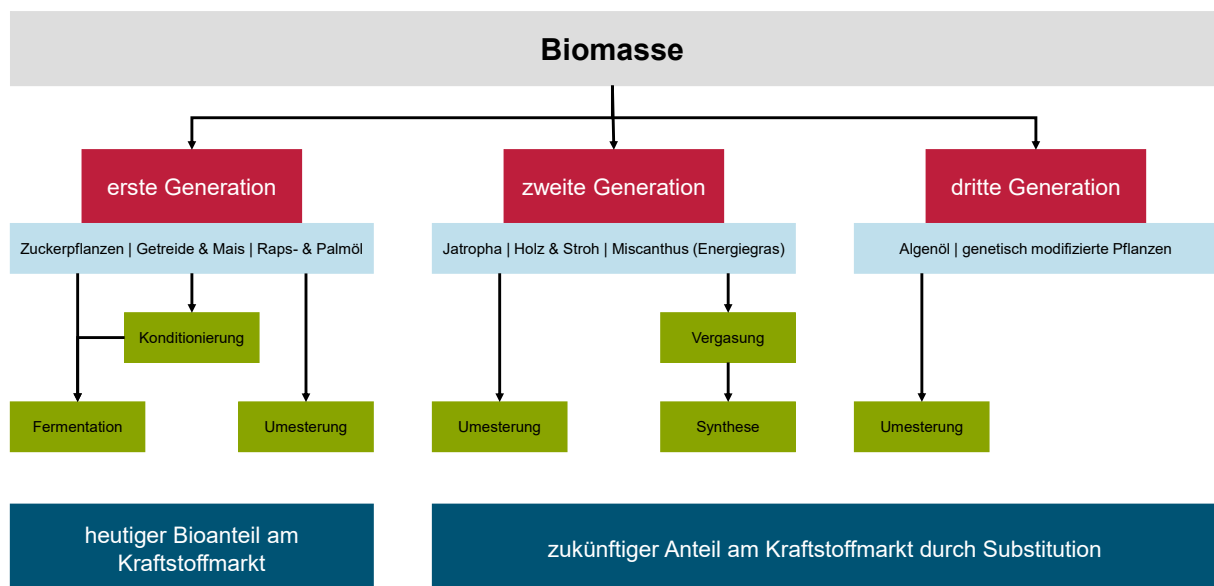 Biomasse
erste Generation
zweite Generation
dritte Generation
Zuckerpflanzen | Getreide & Mais | Raps- & Palmöl
Jatropha | Holz & Stroh | Miscanthus (Energiegras)
Algenöl | genetisch modifizierte Pflanzen
Konditionierung
Vergasung
Fermentation
Umesterung
Umesterung
Synthese
Umesterung
heutiger Bioanteil am
Kraftstoffmarkt
zukünftiger Anteil am Kraftstoffmarkt durch Substitution